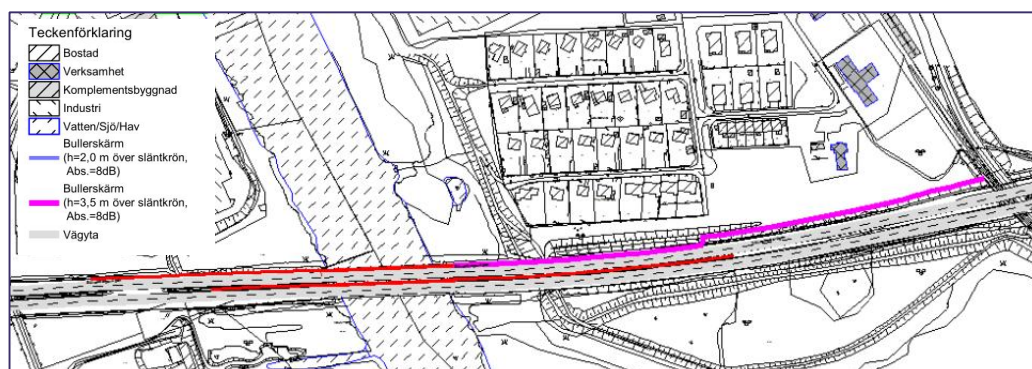 Teckenförklaring
Bostad
Verksamhet
Komplementsbyggnad
Industri
Vatten/Sjö/Hav
Bullerskärm
(h=2,0 m över släntkrön,
Abs.=8dB)
Bullerskärm
(h=3,5 m över släntkrön,
Abs.=8dB)
Vägyta